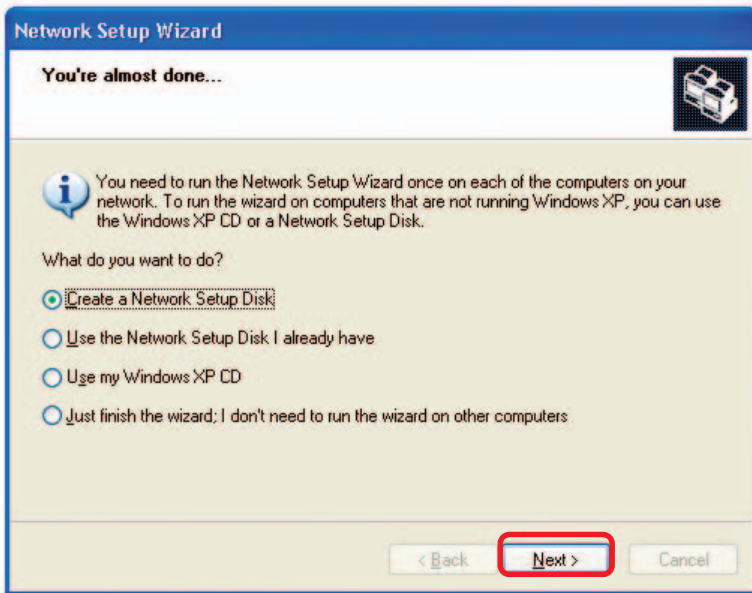 Network Setup Wizard
You're almost done...
You need to run the Network Setup Wizard once on each of the computers on your
network. To run the wizard on computers that are not running Windows XP, you can use
the Windows XP CD or a Network Setup Disk.
What do you want to do?
Create a Network Setup Disk
Use the Network Setup Disk I already have
Use my Windows XP CD
Just finish the wizard; I don't need to run the wizard on other computers
< Back Next > Cancel